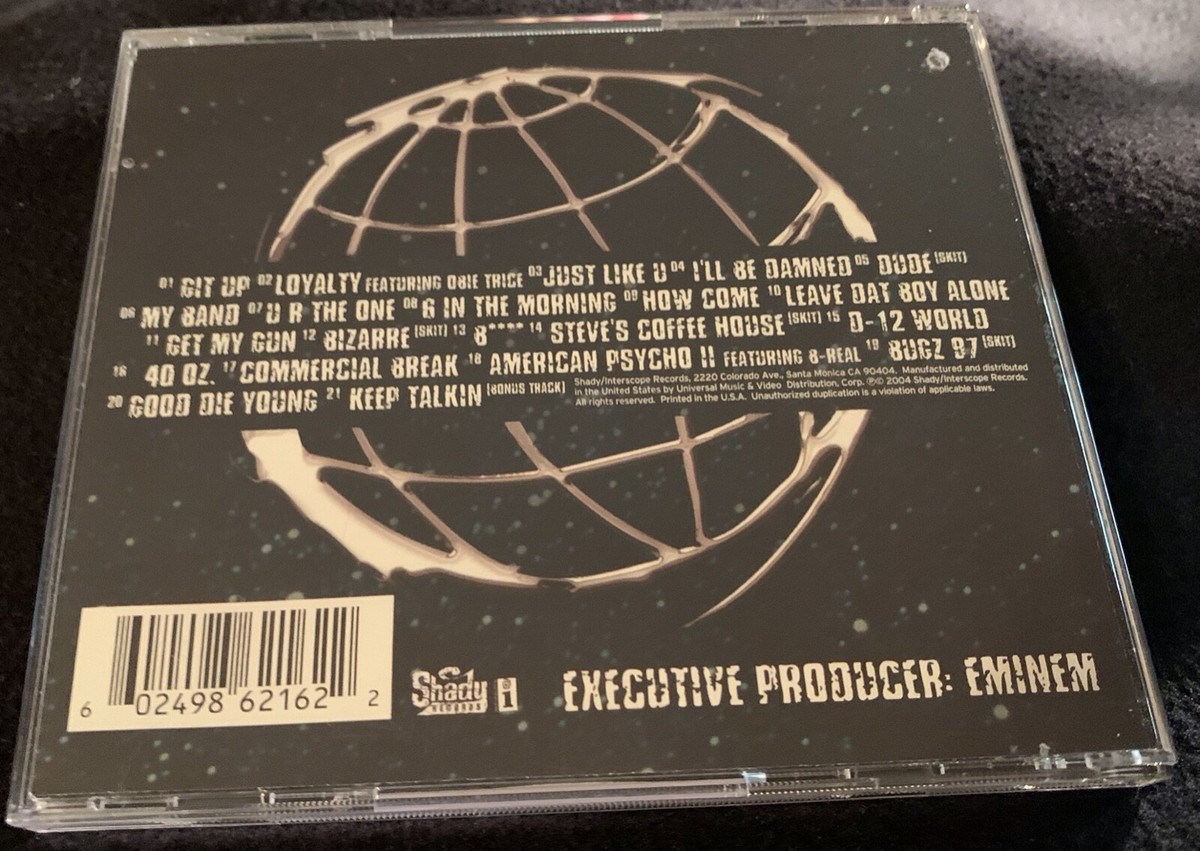 01 GIT UP 02 LOYALTY FEATURING OBIE TRICE 03 JUST LIKE U 04 I'LL BE DAMNED 05 DUDE [SKIT]
06 MY BAND 07 U R THE ONE 08 6 IN THE MORNING 09 HOW COME 10 LEAVE DAT BOY ALONE
11 GET MY GUN 12 BIZARRE [SKIT] 13 B**** 14 STEVE'S COFFEE HOUSE [SKIT] 15 D-12 WORLD
16 40 OZ. 17 COMMERCIAL BREAK 18 AMERICAN PSYCHO II FEATURING B-REAL 19 BUGZ 97 [SKIT]
20 GOOD DIE YOUNG 21 KEEP TALKIN [BONUS TRACK]
Shady/Interscope Records, 2220 Colorado Ave., Santa Monica CA 90404. Manufactured and distributed
in the United States by Universal Music & Video Distribution, Corp. ℗© 2004 Shady/Interscope Records.
All rights reserved. Printed in the U.S.A. Unauthorized duplication is a violation of applicable laws.
6 02498 62162 2
Shady
RECORDS
i
EXECUTIVE PRODUCER: EMINEM